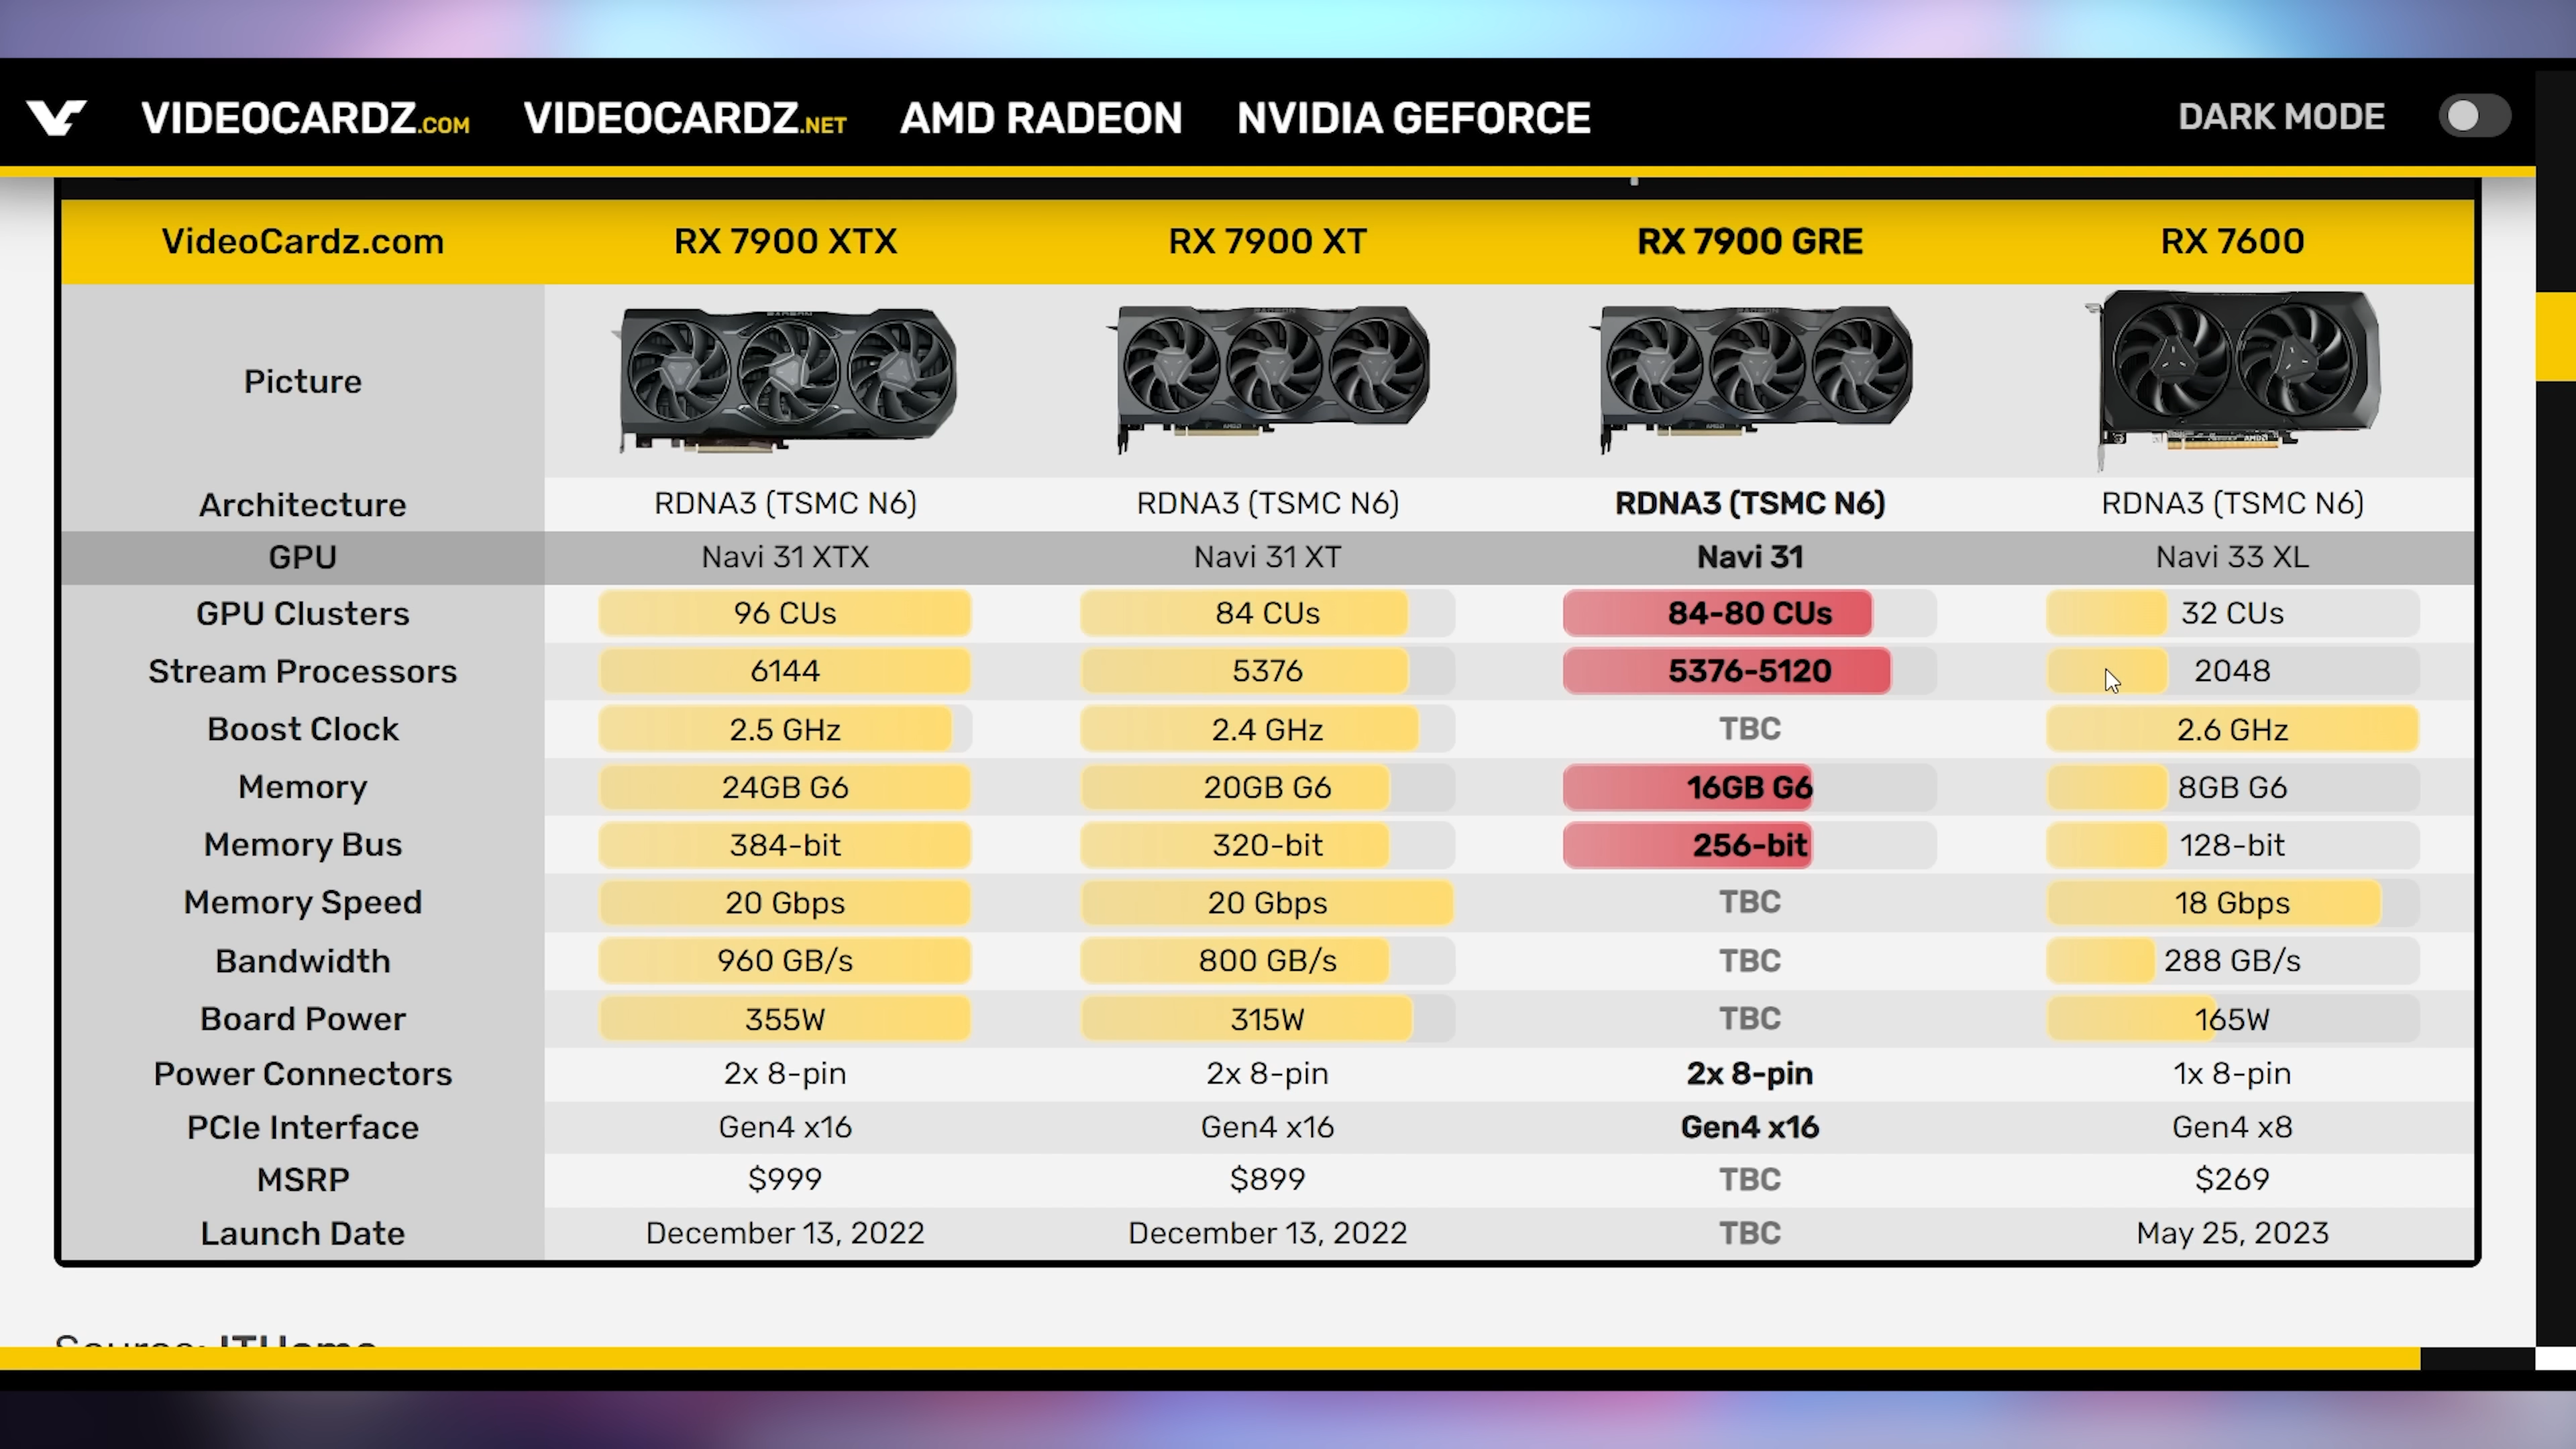 VIDEOCARDZ.COM VIDEOCARDZ.NET AMD RADEON NVIDIA GEFORCE DARK MODE
VideoCardz.com RX 7900 XTX RX 7900 XT RX 7900 GRE RX 7600
Picture
Architecture RDNA3 (TSMC N6) RDNA3 (TSMC N6) RDNA3 (TSMC N6) RDNA3 (TSMC N6)
GPU Navi 31 XTX Navi 31 XT Navi 31 Navi 33 XL
GPU Clusters 96 CUs 84 CUs 84-80 CUs 32 CUs
Stream Processors 6144 5376 5376-5120 2048
Boost Clock 2.5 GHz 2.4 GHz TBC 2.6 GHz
Memory 24GB G6 20GB G6 16GB G6 8GB G6
Memory Bus 384-bit 320-bit 256-bit 128-bit
Memory Speed 20 Gbps 20 Gbps TBC 18 Gbps
Bandwidth 960 GB/s 800 GB/s TBC 288 GB/s
Board Power 355W 315W TBC 165W
Power Connectors 2x 8-pin 2x 8-pin 2x 8-pin 1x 8-pin
PCIe Interface Gen4 x16 Gen4 x16 Gen4 x16 Gen4 x8
MSRP $999 $899 TBC $269
Launch Date December 13, 2022 December 13, 2022 TBC May 25, 2023
Source: ITHome